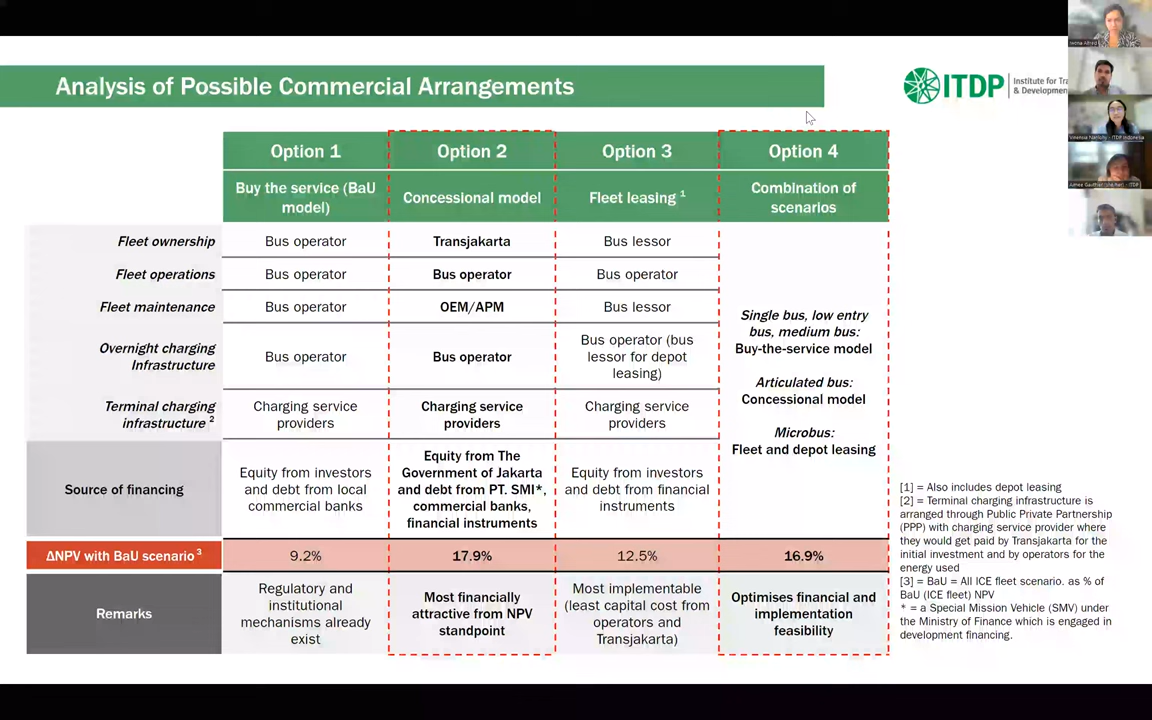 Analysis of Possible Commercial Arrangements
ITDP
Institute for
& Development
Option 1
Option 2
Option 3
Option 4
Buy the service (BaU
model)
Concessional model
Fleet leasing 1
Combination of
scenarios
Fleet ownership
Bus operator
Transjakarta
Bus lessor
Fleet operations
Bus operator
Bus operator
Bus operator
Fleet maintenance
Bus operator
OEM/APM
Bus lessor
Overnight charging
Infrastructure
Bus operator
Bus operator
Bus operator (bus
lessor for depot
leasing)
Terminal charging
infrastructure 2
Charging service
providers
Charging service
providers
Charging service
providers
Single bus, low entry
bus, medium bus:
Buy-the-service model
Articulated bus:
Concessional model
Microbus:
Fleet and depot leasing
Source of financing
Equity from investors
and debt from local
commercial banks
Equity from The
Government of Jakarta
and debt from PT. SMI*,
commercial banks,
financial instruments
Equity from investors
and debt from financial
instruments
ΔNPV with BaU scenario 3
9.2%
17.9%
12.5%
16.9%
Remarks
Regulatory and
institutional
mechanisms already
exist
Most financially
attractive from NPV
standpoint
Most implementable
(least capital cost from
operators and
Transjakarta)
Optimises financial and
implementation
feasibility
[1] = Also includes depot leasing
[2] = Terminal charging infrastructure is
arranged through Public Private Partnership
(PPP) with charging service provider where
they would get paid by Transjakarta for the
initial investment and by operators for the
energy used
[3] = BaU = All ICE fleet scenario. as % of
BaU (ICE fleet) NPV
* = a Special Mission Vehicle (SMV) under
the Ministry of Finance which is engaged in
development financing.